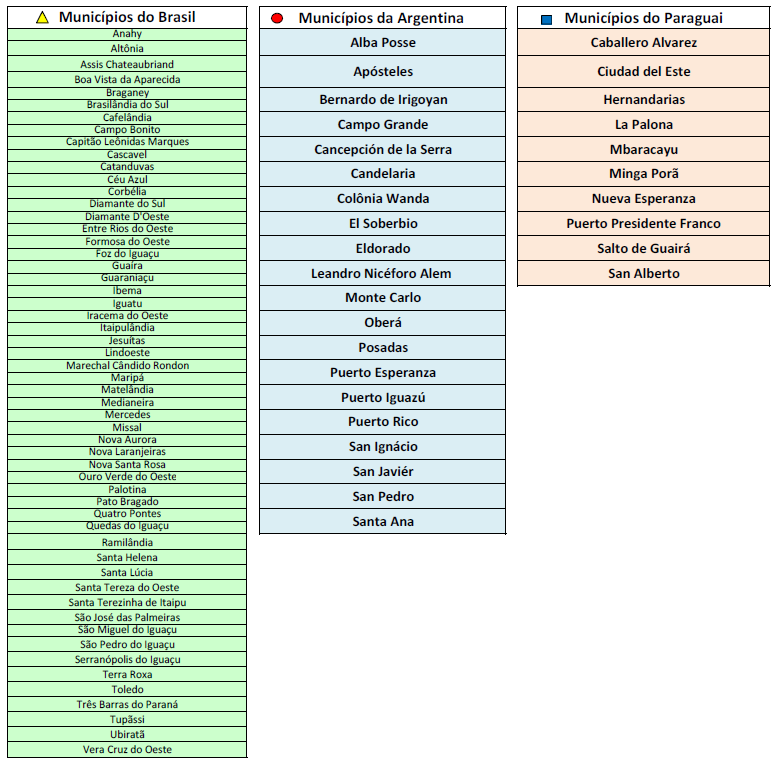 Municípios do Brasil
Anahy
Altônia
Assis Chateaubriand
Boa Vista da Aparecida
Braganey
Brasilândia do Sul
Cafelândia
Campo Bonito
Capitão Leônidas Marques
Cascavel
Catanduvas
Céu Azul
Corbélia
Diamante do Sul
Diamante D'Oeste
Entre Rios do Oeste
Formosa do Oeste
Foz do Iguaçu
Guaíra
Guaraniaçu
Ibema
Iguatu
Iracema do Oeste
Itaipulândia
Jesuítas
Lindoeste
Marechal Cândido Rondon
Maripá
Matelândia
Medianeira
Mercedes
Missal
Nova Aurora
Nova Laranjeiras
Nova Santa Rosa
Ouro Verde do Oeste
Palotina
Pato Bragado
Quatro Pontes
Quedas do Iguaçu
Ramilândia
Santa Helena
Santa Lúcia
Santa Tereza do Oeste
Santa Terezinha de Itaipu
São José das Palmeiras
São Miguel do Iguaçu
São Pedro do Iguaçu
Serranópolis do Iguaçu
Terra Roxa
Toledo
Três Barras do Paraná
Tupãssi
Ubiratã
Vera Cruz do Oeste
Municípios da Argentina
Alba Posse
Apósteles
Bernardo de Irigoyan
Campo Grande
Cancepción de la Serra
Candelaria
Colônia Wanda
El Soberbio
Eldorado
Leandro Nicéforo Alem
Monte Carlo
Oberá
Posadas
Puerto Esperanza
Puerto Iguazú
Puerto Rico
San Ignácio
San Javiér
San Pedro
Santa Ana
Municípios do Paraguai
Caballero Alvarez
Ciudad del Este
Hernandarias
La Palona
Mbaracayu
Minga Porã
Nueva Esperanza
Puerto Presidente Franco
Salto de Guairá
San Alberto